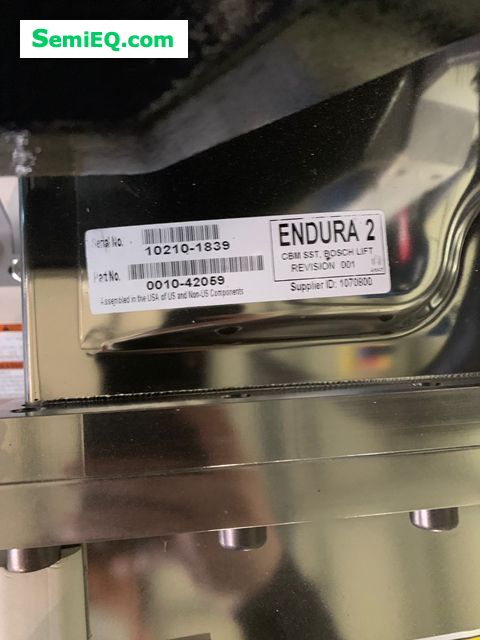 SemiEQ.com
Serial No.
10210-1839
Part No.
0010-42059
Assembled in the USA of US and Non-US Components
ENDURA 2
CBM SST, BOSCH LIFT
REVISION 001
Supplier ID: 1070800